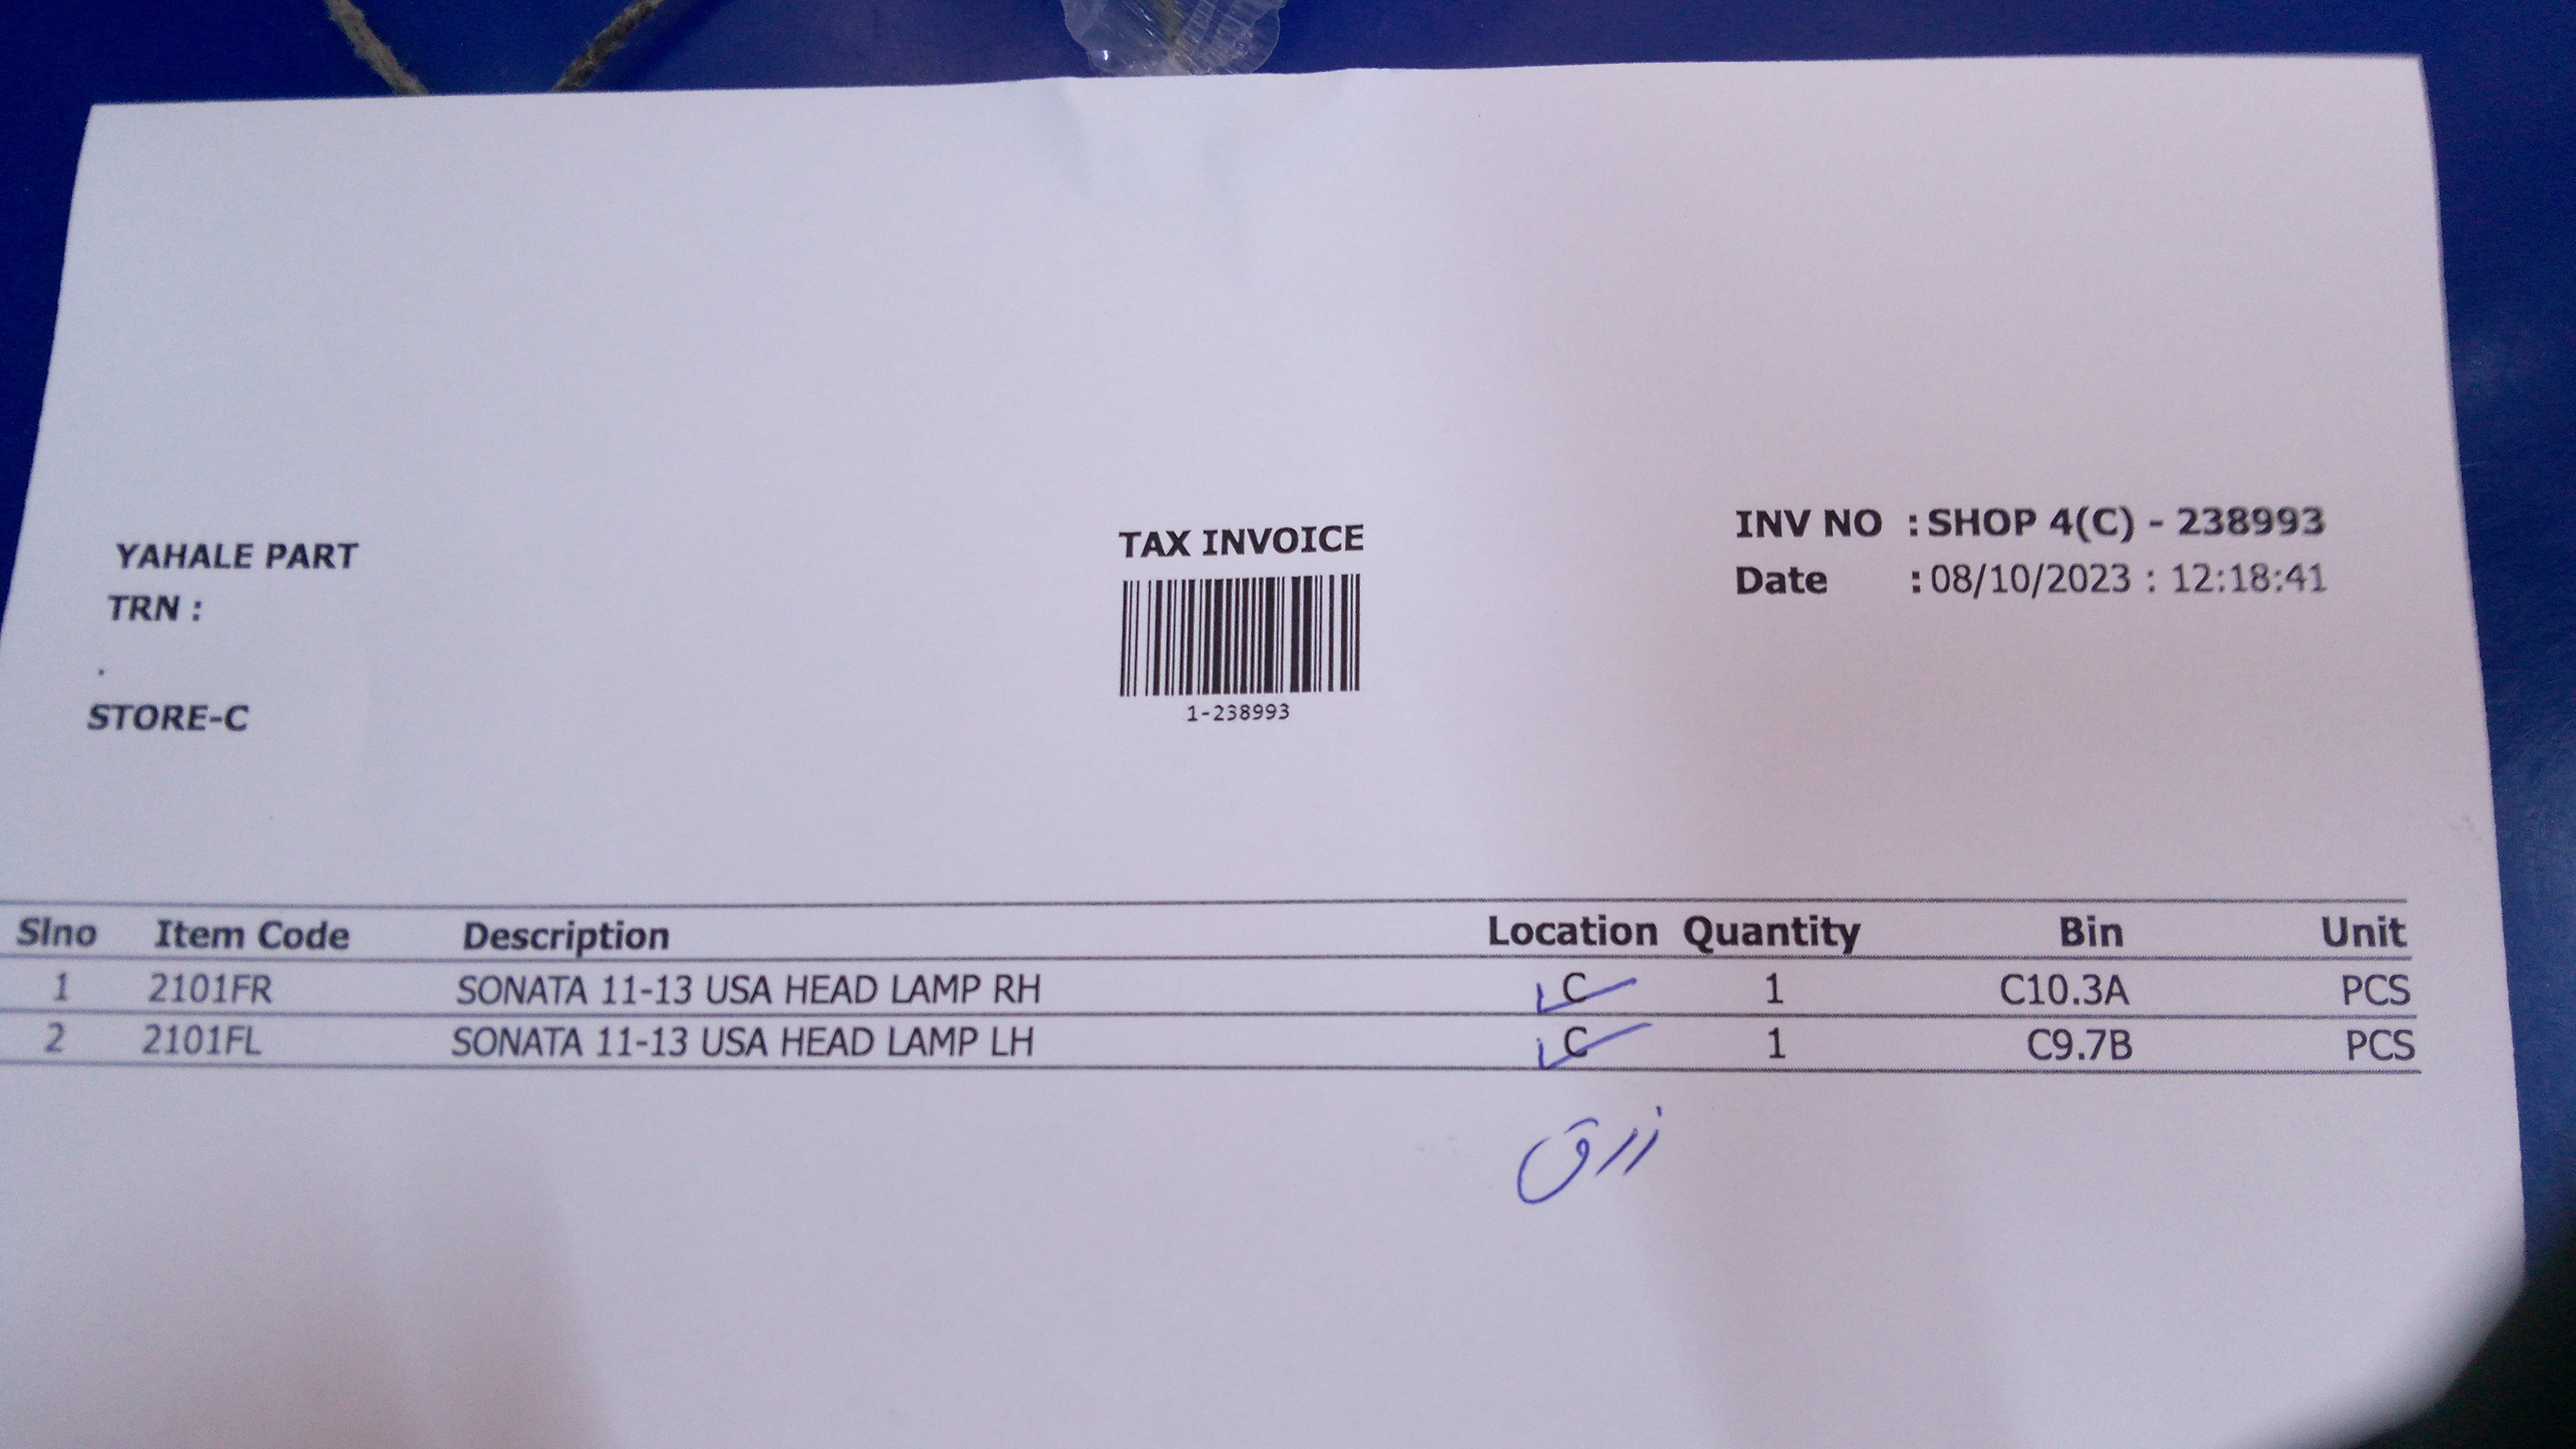 YAHALE PART
TRN :
.
STORE-C
TAX INVOICE
1-238993
INV NO : SHOP 4(C) - 238993
Date : 08/10/2023 : 12:18:41
Slno Item Code Description Location Quantity Bin Unit
1 2101FR SONATA 11-13 USA HEAD LAMP RH C 1 C10.3A PCS
2 2101FL SONATA 11-13 USA HEAD LAMP LH C 1 C9.7B PCS
زرق